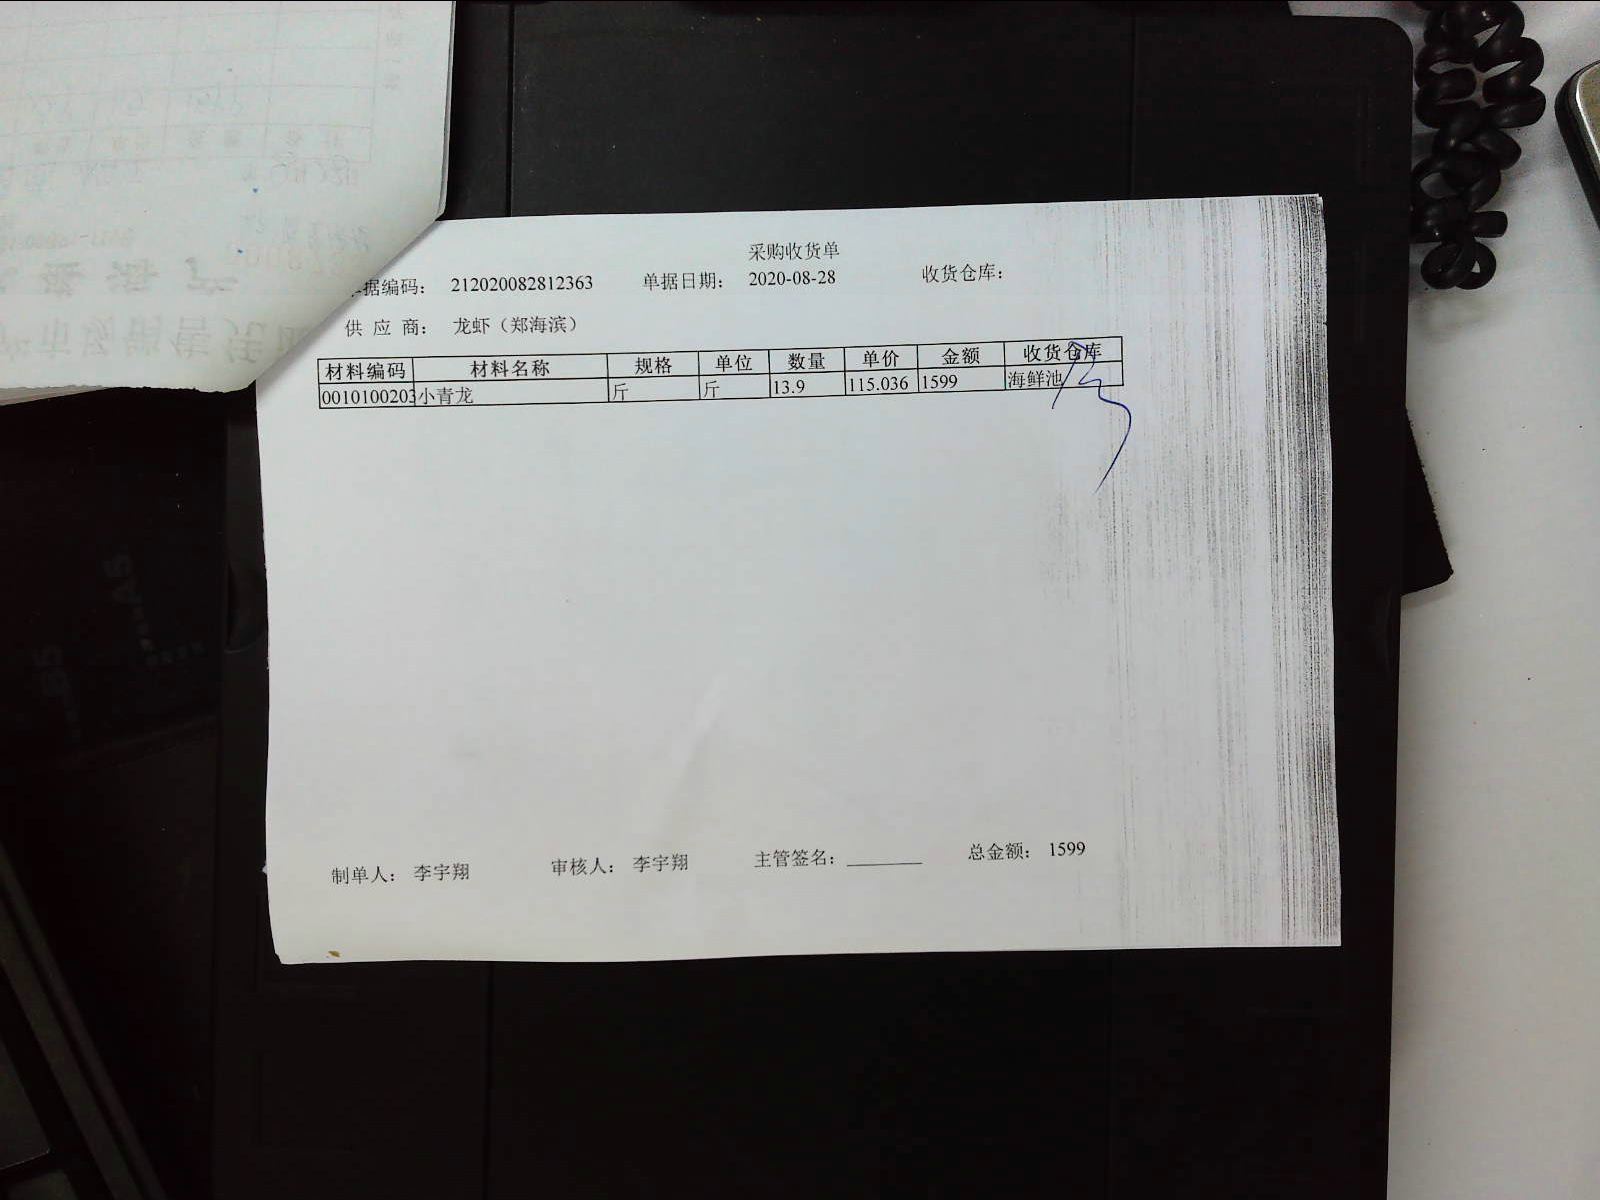 采购收货单
单据编码： 212020082812363 单据日期： 2020-08-28 收货仓库：
供 应 商： 龙虾（郑海滨）
材料编码 材料名称 规格 单位 数量 单价 金额 收货仓库
0010100203 小青龙 斤 斤 13.9 115.036 1599 海鲜池
制单人： 李宇翔 审核人： 李宇翔 主管签名：________ 总金额： 1599